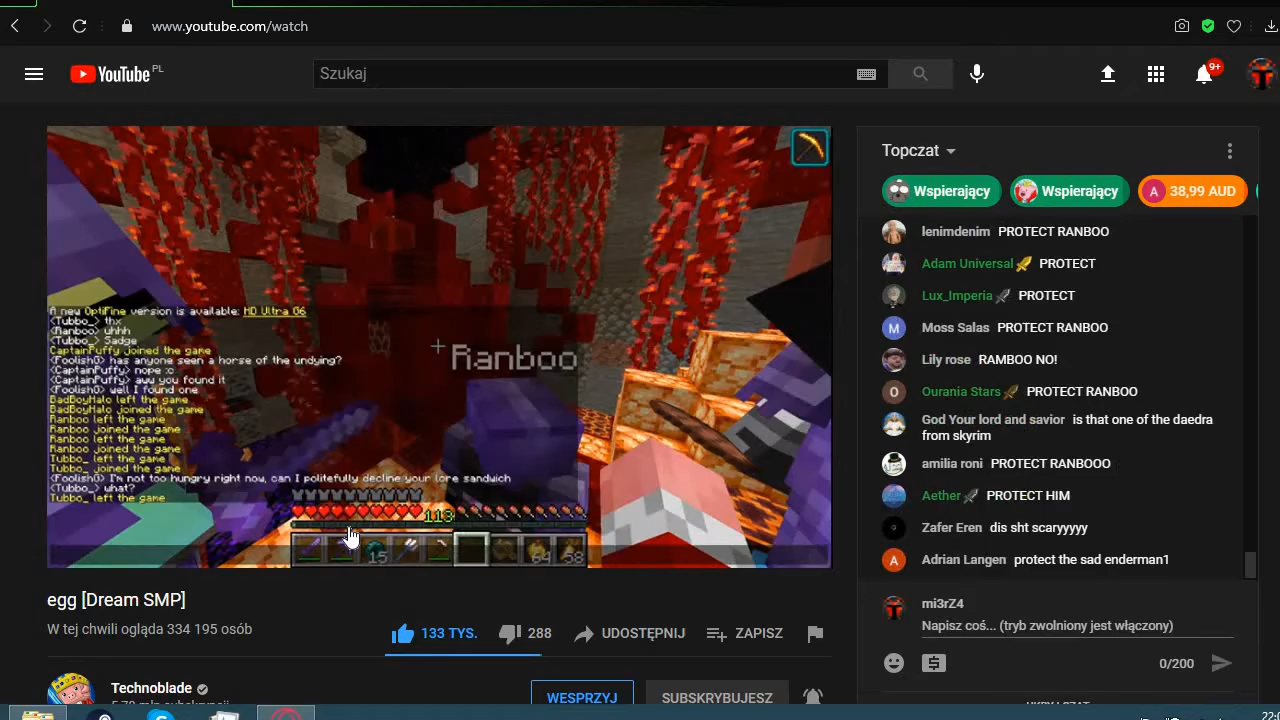 www.youtube.com/watch
YouTube PL
Szukaj
9+
A new OptiFine version is available: HD Ultra G6
<Tubbo_> thx
<Ranboo> uhhh
<Tubbo_> Sadge
CaptainPuffy joined the game
<FoolishG> has anyone seen a horse of the undying?
<CaptainPuffy> nope :c
<CaptainPuffy> aww you found it
<FoolishG> well I found one
BadBoyHalo left the game
BadBoyHalo joined the game
Ranboo left the game
Ranboo joined the game
Ranboo left the game
Ranboo joined the game
Tubbo_ left the game
Tubbo_ joined the game
<FoolishG> I'm not too hungry right now, can I politefully decline your lore sandwich
<Tubbo_> what?
Tubbo_ left the game
Ranboo
118
15
64
58
egg [Dream SMP]
W tej chwili ogląda 334 195 osób
133 TYS.
288
UDOSTĘPNIJ
ZAPISZ
Technoblade
WESPRZYJ
SUBSKRYBUJESZ
Topczat
Wspierający
Wspierający
A 38,99 AUD
lenimdenim PROTECT RANBOO
Adam Universal PROTECT
Lux_Imperia PROTECT
M Moss Salas PROTECT RANBOO
Lily rose RAMBOO NO!
O Ourania Stars PROTECT RANBOO
God Your lord and savior is that one of the daedra
from skyrim
amilia roni PROTECT RANBOOO
Aether PROTECT HIM
Zafer Eren dis sht scaryyyyy
A Adrian Langen protect the sad enderman1
mi3rZ4
Napisz coś... (tryb zwolniony jest włączony)
0/200